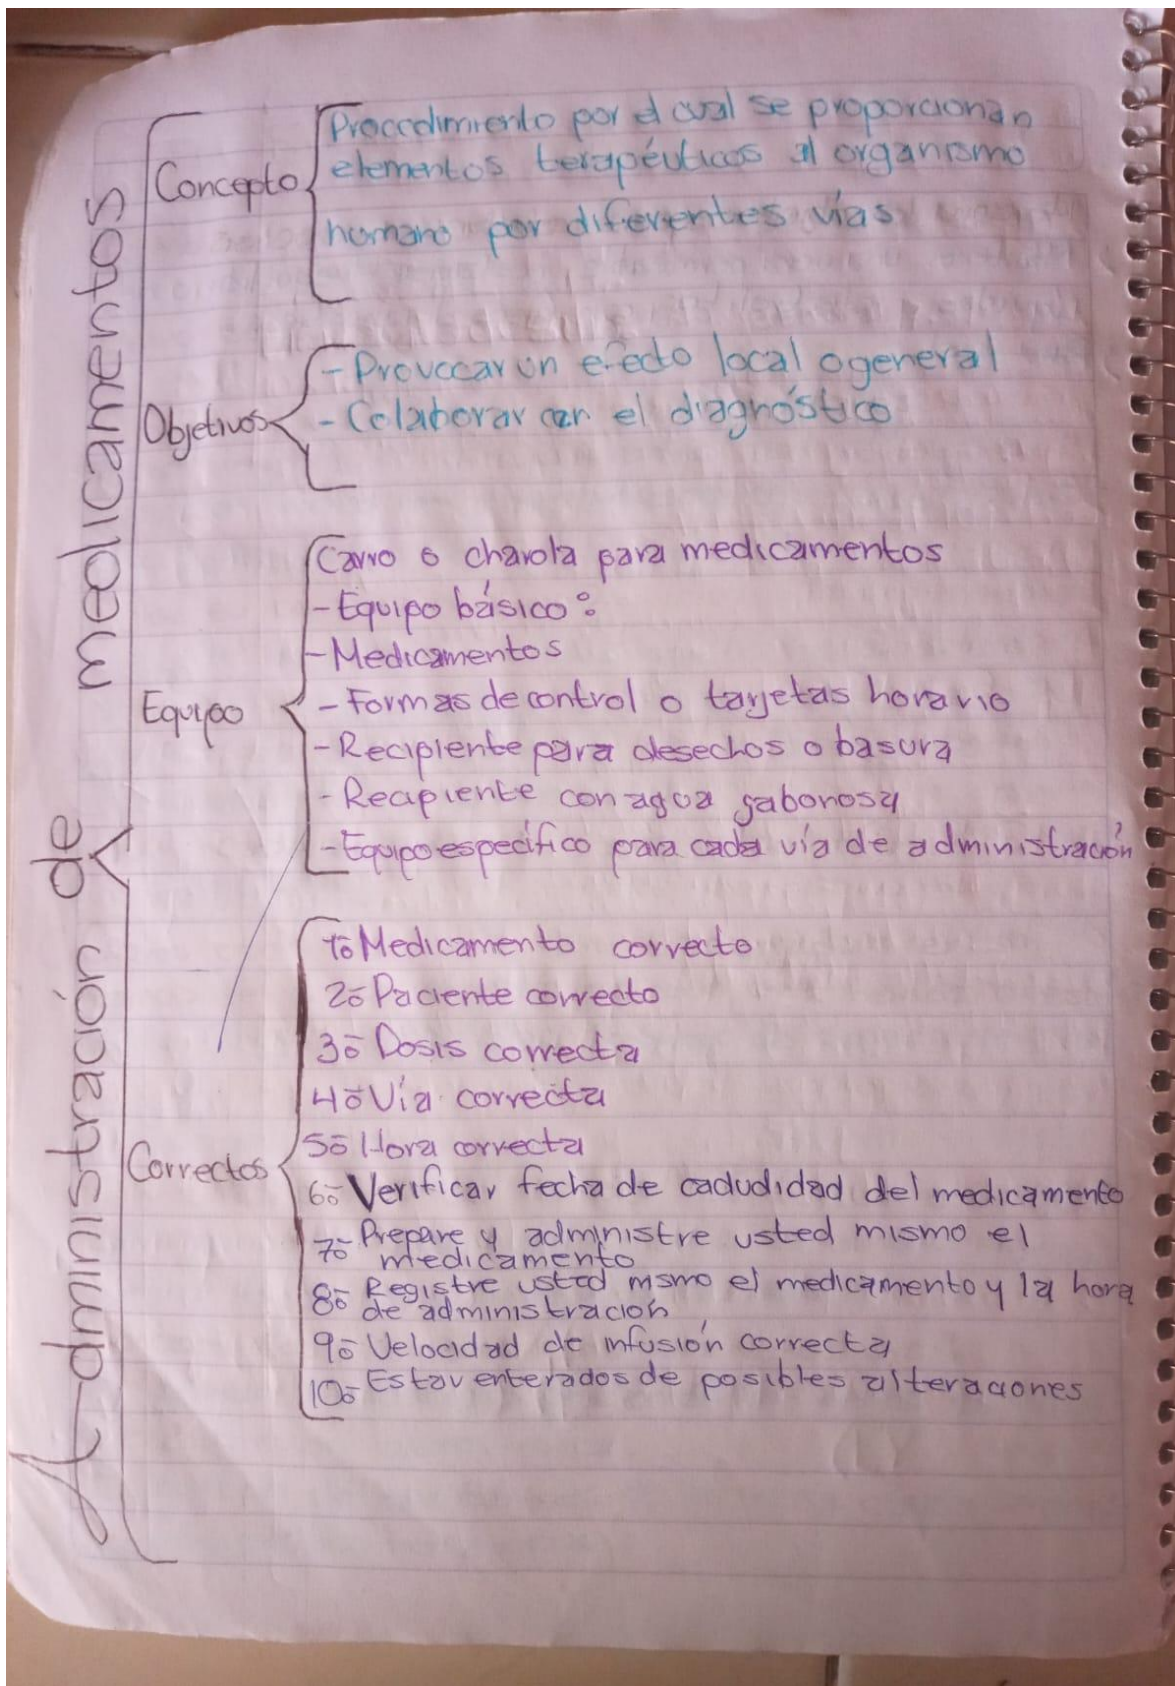 Administración de medicamentos
Concepto
Procedimiento por el cual se proporcionan
elementos terapéuticos al organismo
humano por diferentes vías
Objetivos
- Provocar un efecto local o general
- Colaborar con el diagnóstico
Equipo
Carro o charola para medicamentos
- Equipo básico:
- Medicamentos
- Formas de control o tarjetas horario
- Recipiente para desechos o basura
- Recipiente con agua jabonosa
- Equipo específico para cada vía de administración
Correctos
1o Medicamento correcto
2o Paciente correcto
3o Dosis correcta
4o Vía correcta
5o Hora correcta
6o Verificar fecha de cadudidad del medicamento
7o Prepare y administre usted mismo el
medicamento
8o Registre usted msmo el medicamento y la hora
de administración
9o Velocidad de infusión correcta
10o Estar enterados de posibles alteraciones